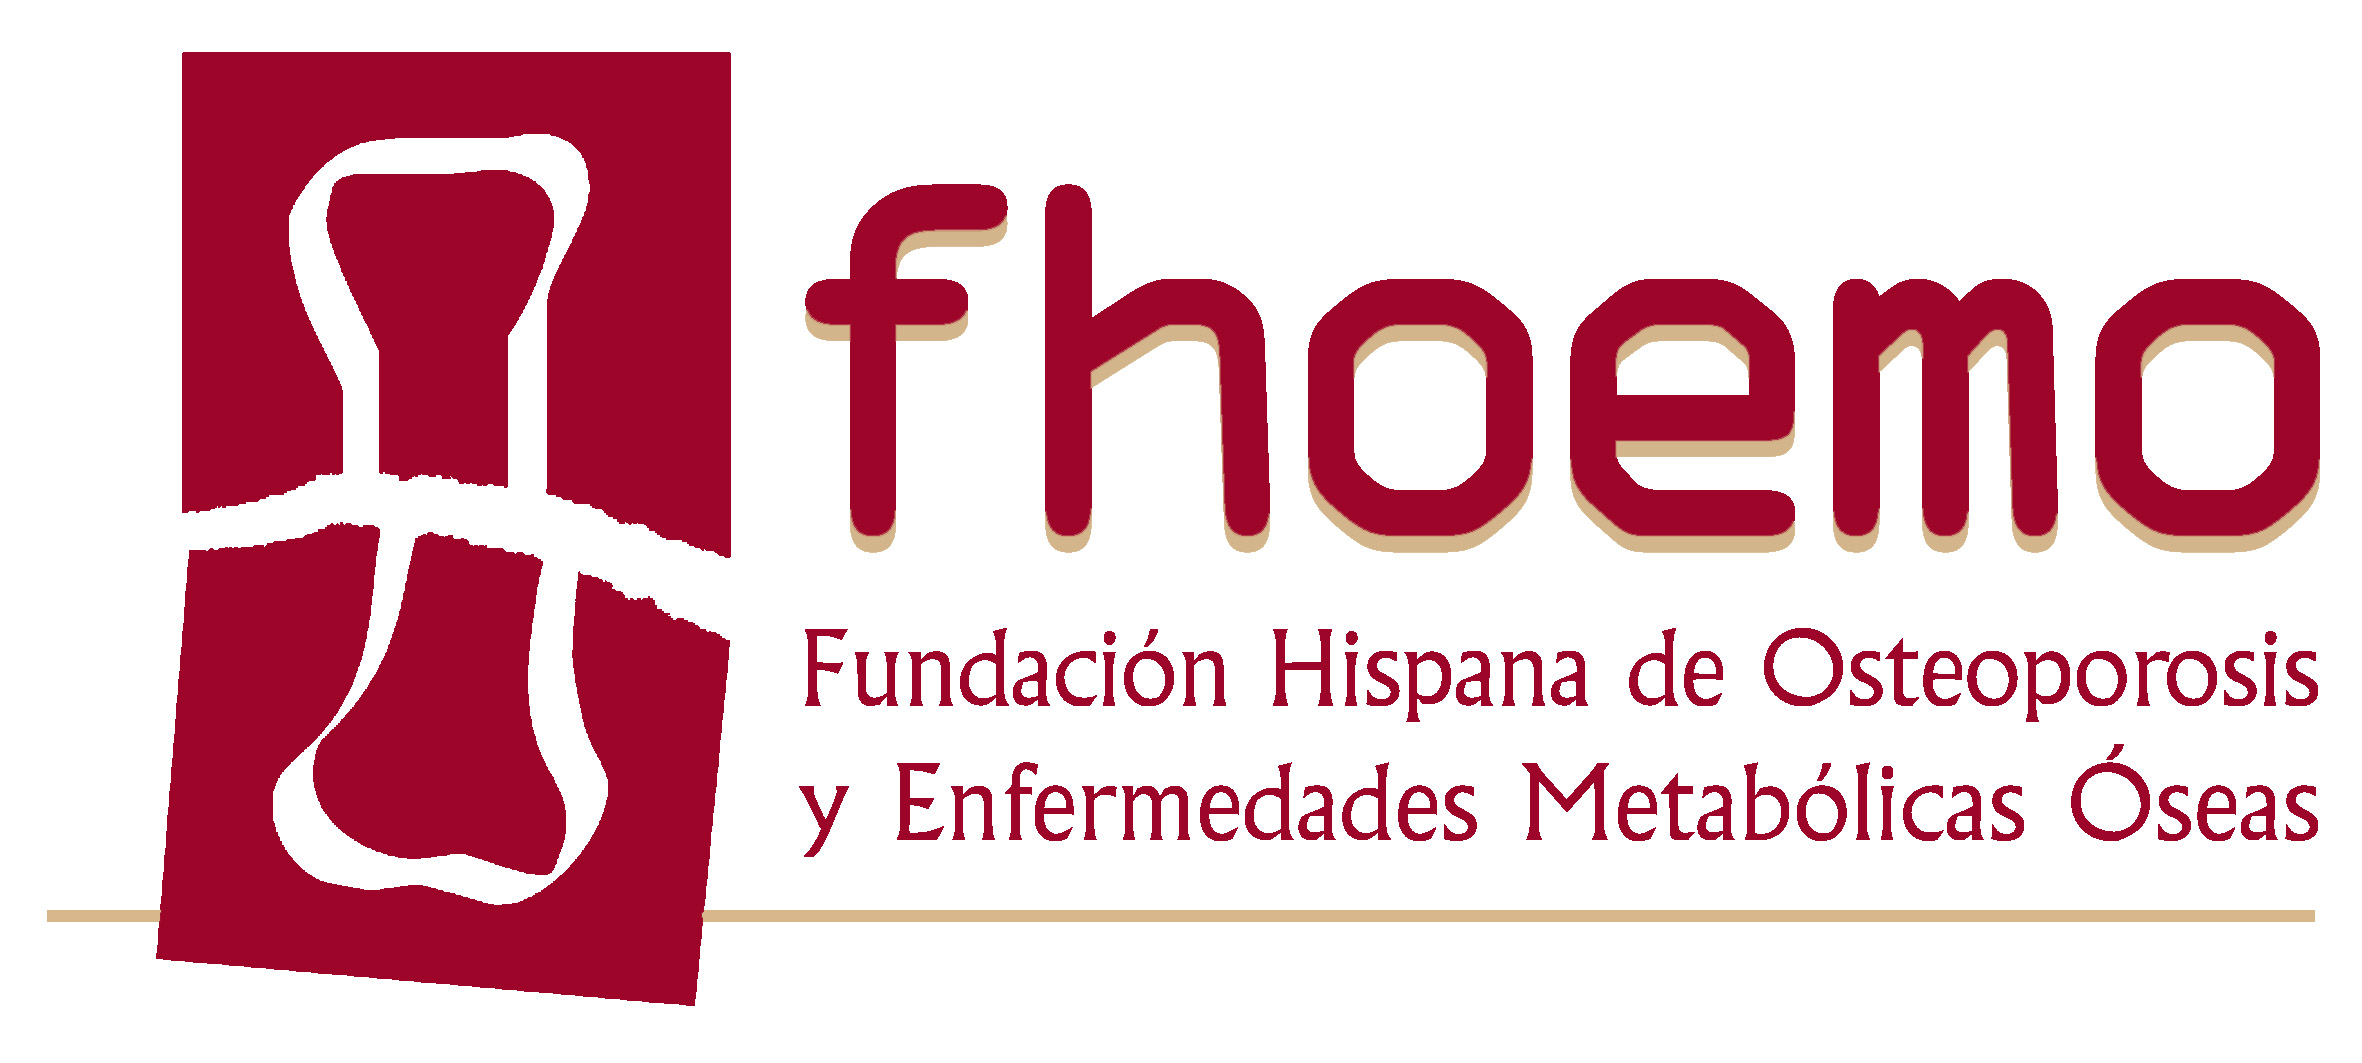 fhoemo
Fundación Hispana de Osteoporosis
y Enfermedades Metabólicas Óseas